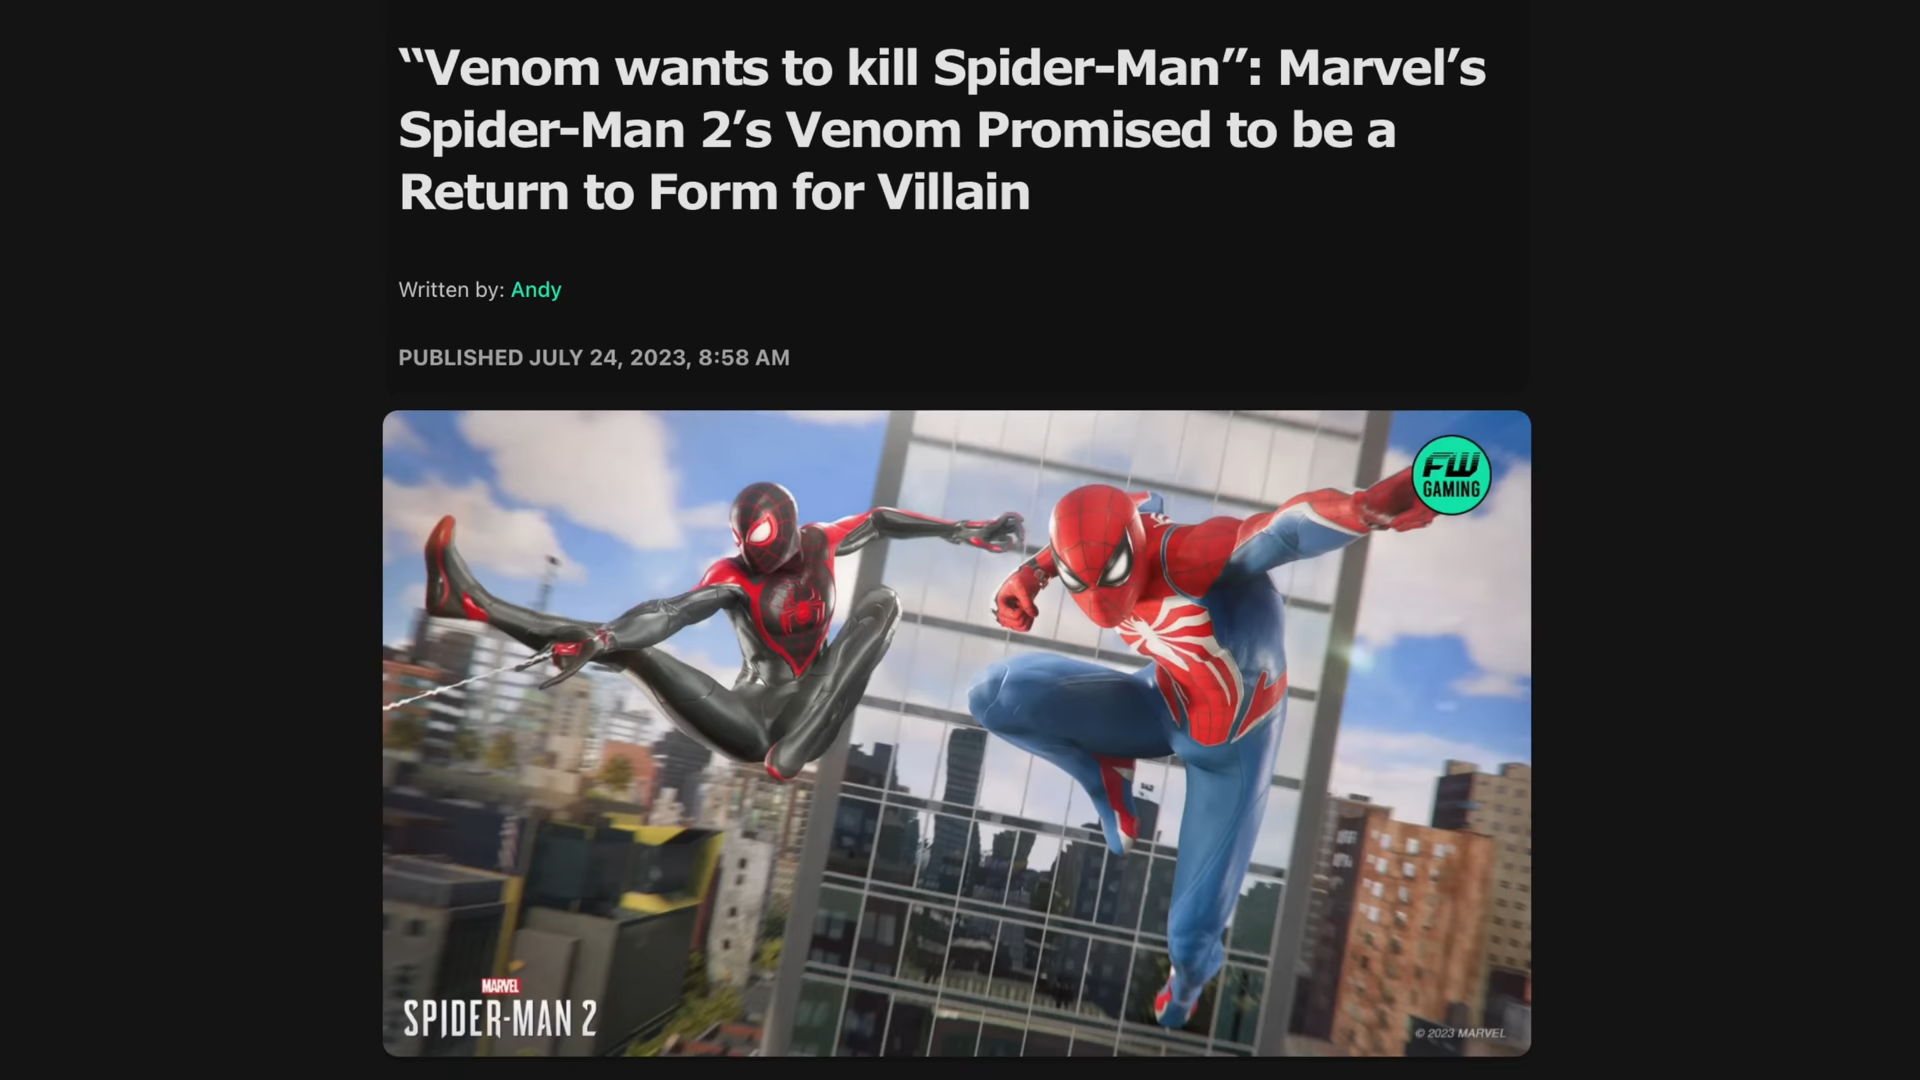 “Venom wants to kill Spider-Man”: Marvel’s
Spider-Man 2’s Venom Promised to be a
Return to Form for Villain
Written by: Andy
PUBLISHED JULY 24, 2023, 8:58 AM
FW
GAMING
MARVEL
SPIDER-MAN 2
© 2023 MARVEL